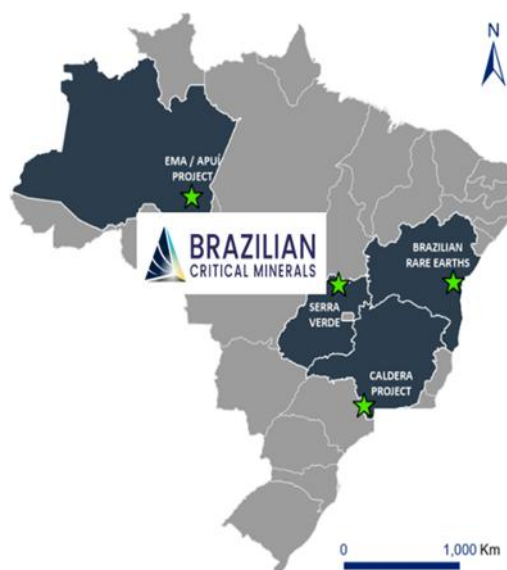 N
EMA / APUÍ
PROJECT
BRAZILIAN
CRITICAL MINERALS
BRAZILIAN
RARE EARTHS
SERRA
VERDE
CALDERA
PROJECT
0 1,000 Km